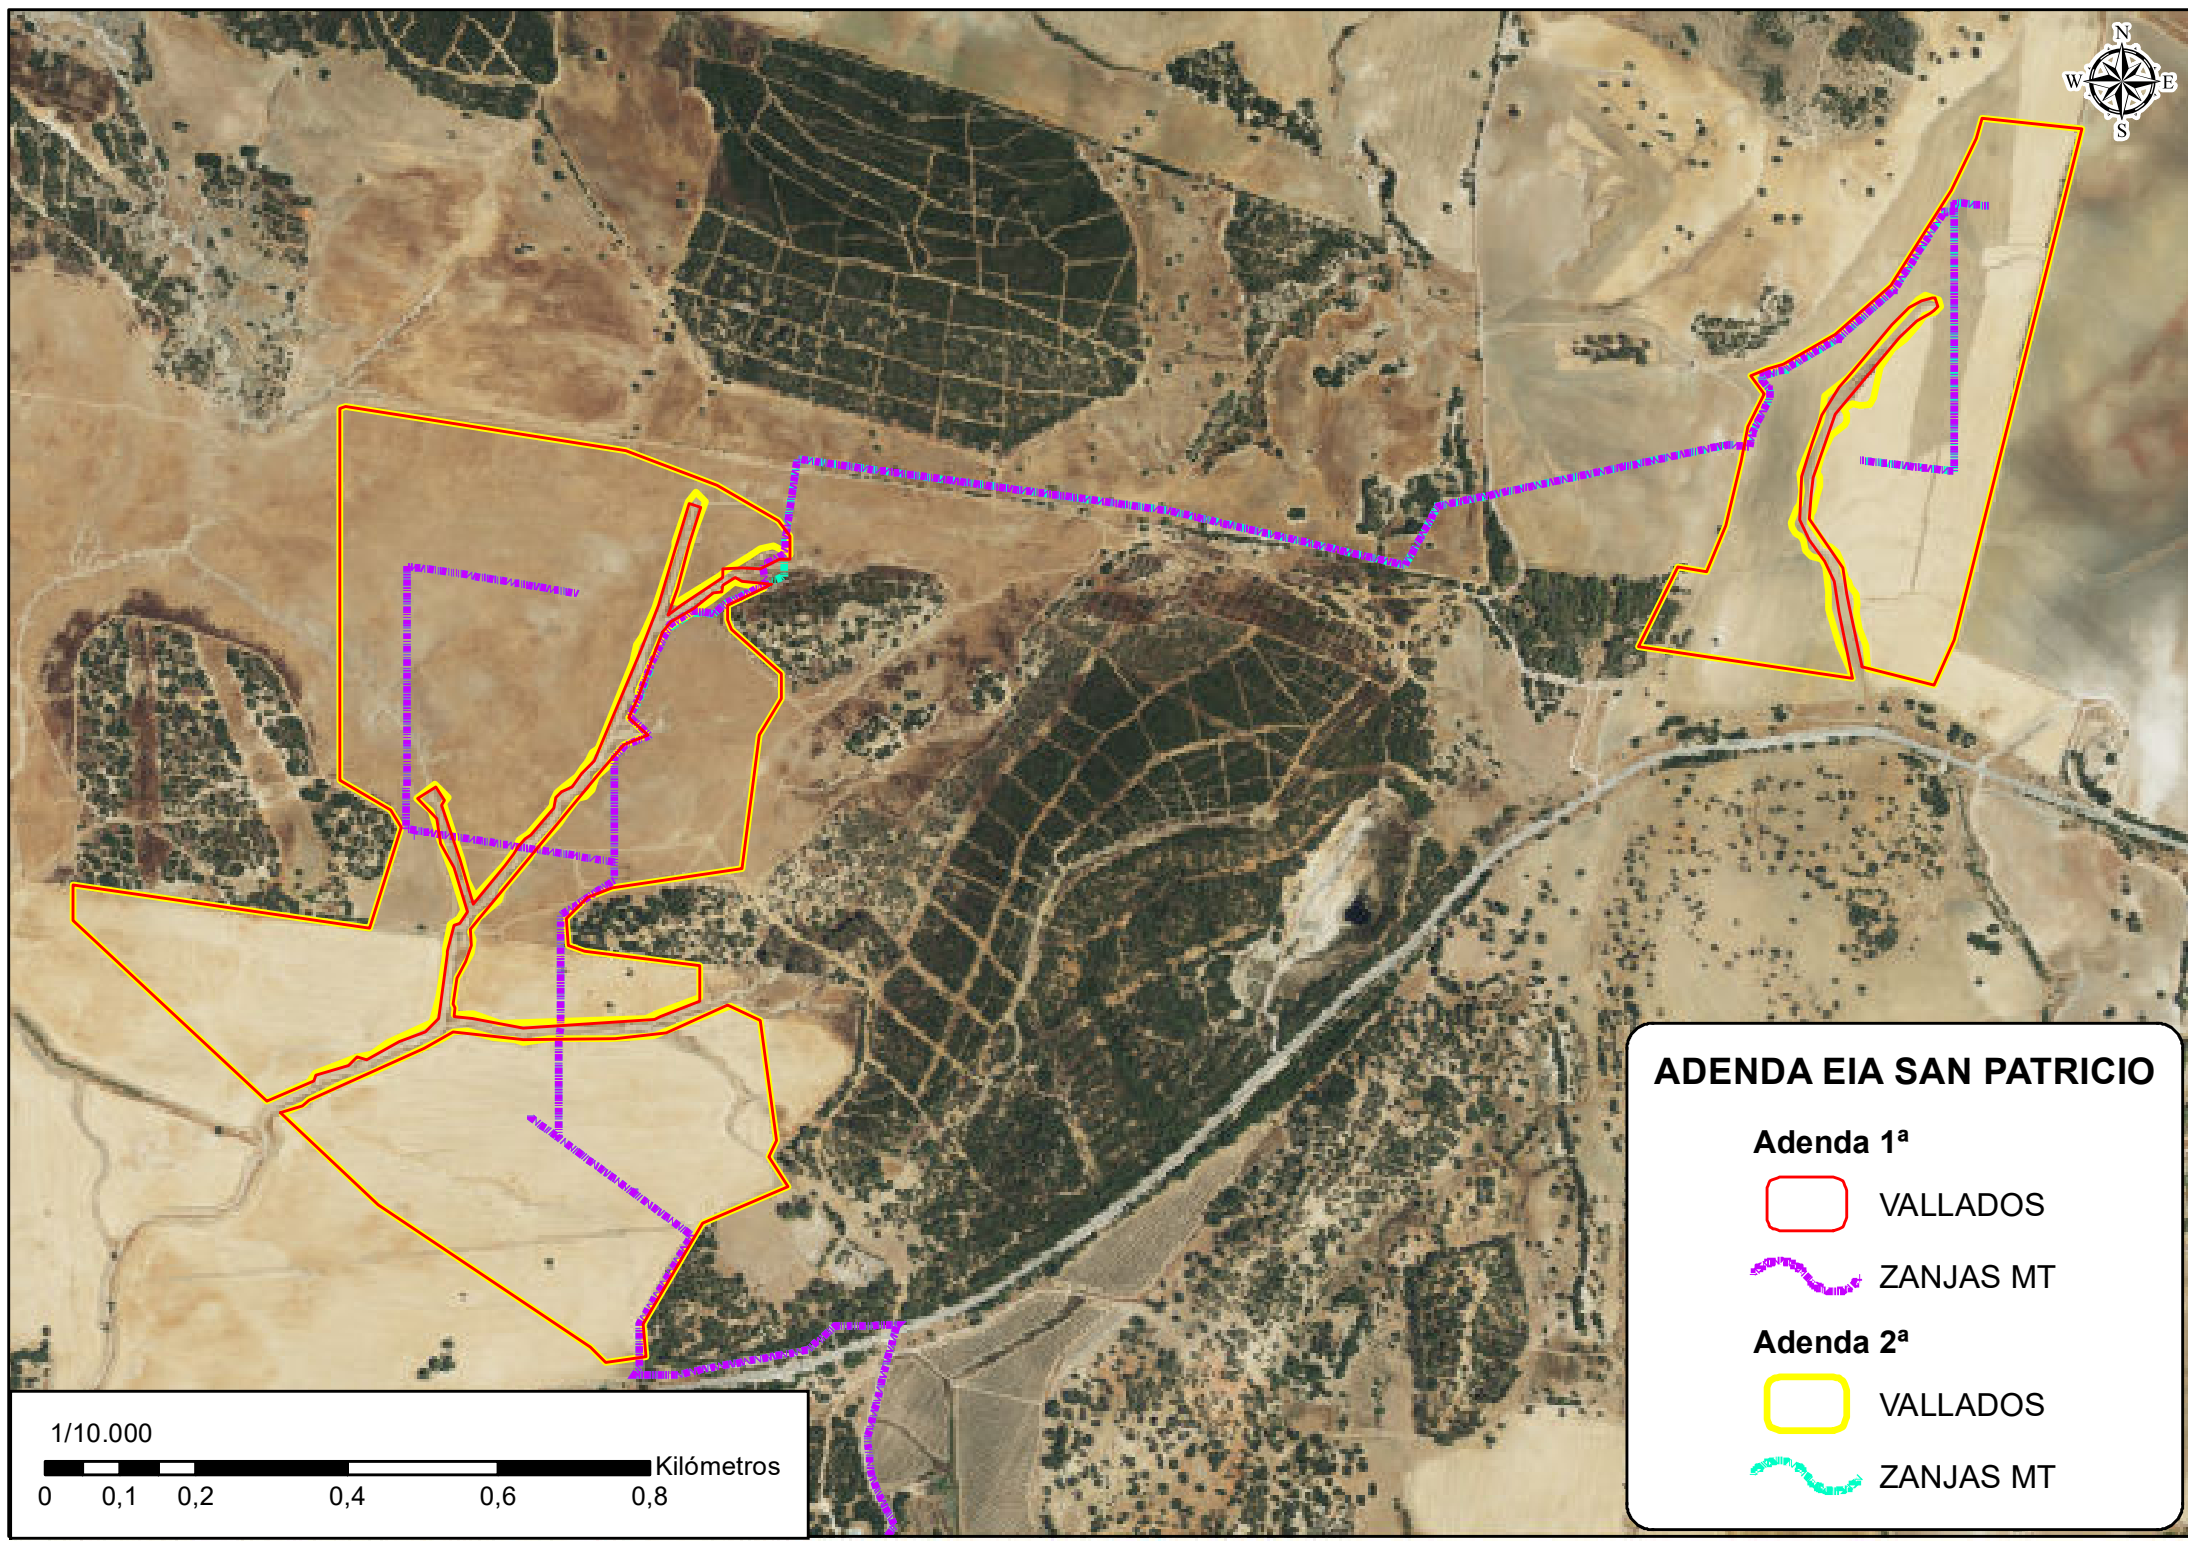 N
W E
S
ADENDA EIA SAN PATRICIO
Adenda 1ª
VALLADOS
ZANJAS MT
Adenda 2ª
VALLADOS
ZANJAS MT
1/10.000
Kilómetros
0 0,1 0,2 0,4 0,6 0,8